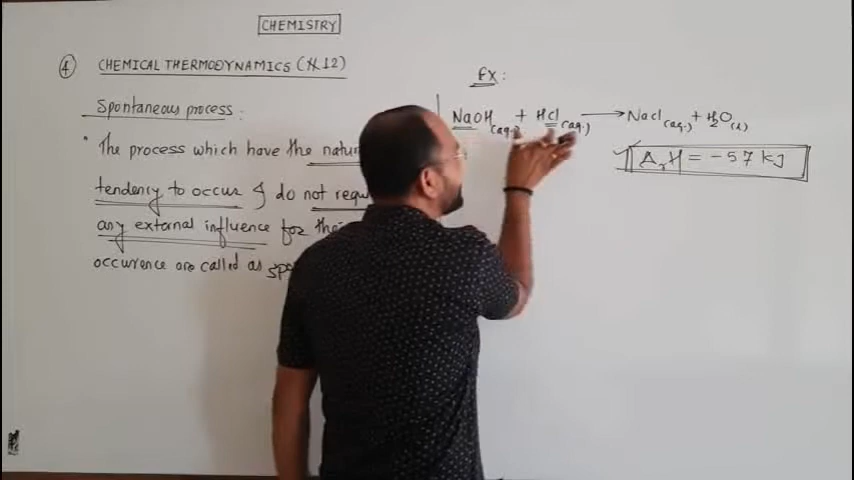 CHEMISTRY
④ CHEMICAL THERMODYNAMICS (H.12)
Spontaneous process:
• The process which have the natur
tendency to occur & do not requ
any external influence for the
occurence are called as sp
Ex:
NaOH (aq.) + HCl (aq.) → NaCl (aq.) + H2O (l)
ΔrH = -57 kJ